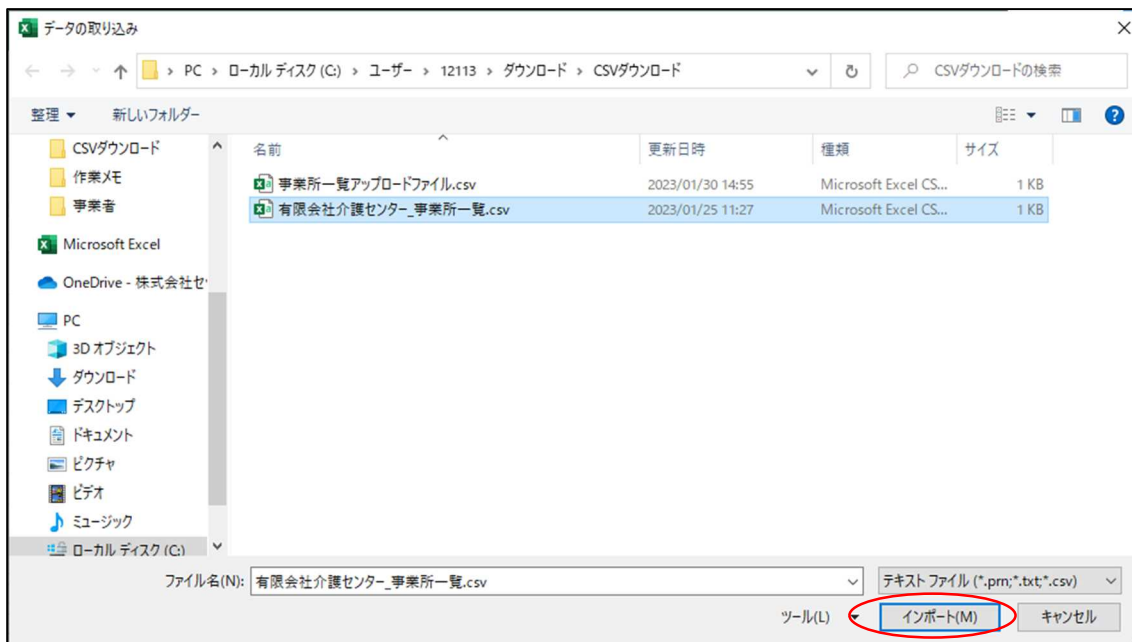 データの取り込み
PC › ローカル ディスク (C:) › ユーザー › 12113 › ダウンロード › CSVダウンロード
CSVダウンロードの検索
整理 新しいフォルダー
名前 更新日時 種類 サイズ
事業所一覧アップロードファイル.csv 2023/01/30 14:55 Microsoft Excel CS... 1 KB
有限会社介護センター_事業所一覧.csv 2023/01/25 11:27 Microsoft Excel CS... 1 KB
CSVダウンロード
作業メモ
事業者
Microsoft Excel
OneDrive - 株式会社セ
PC
3D オブジェクト
ダウンロード
デスクトップ
ドキュメント
ピクチャ
ビデオ
ミュージック
ローカル ディスク (C:)
ファイル名(N): 有限会社介護センター_事業所一覧.csv テキスト ファイル (*.prn;*.txt;*.csv)
ツール(L) インポート(M) キャンセル